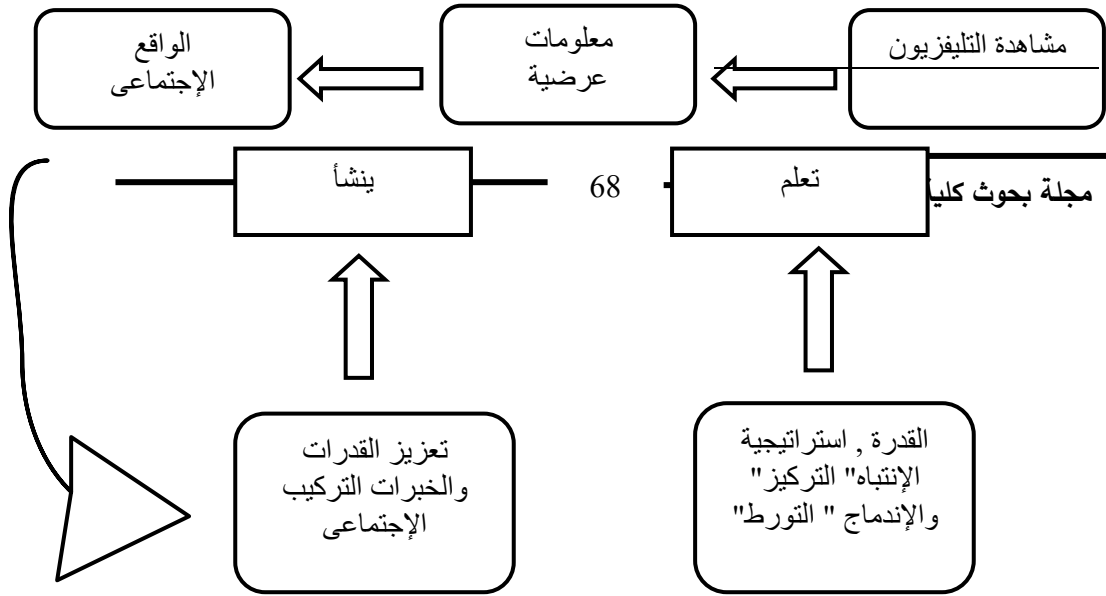 مشاهدة التليفزيون
معلومات
عرضية
الواقع
الإجتماعى
مجلة بحوث كلية
68
تعلم
ينشأ
القدرة , استراتيجية
الإنتباه" التركيز"
والإندماج " التورط"
تعزيز القدرات
والخبرات التركيب
الإجتماعى